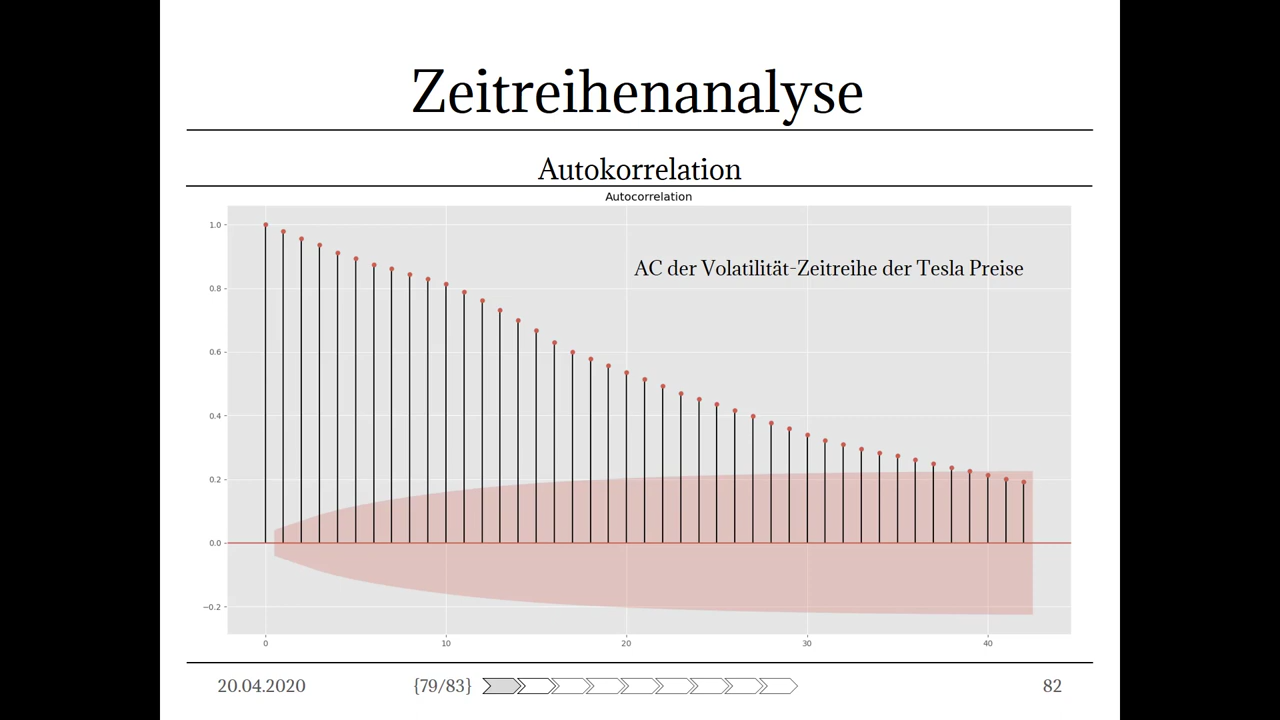 Zeitreihenanalyse
Autokorrelation
Autocorrelation
AC der Volatilität-Zeitreihe der Tesla Preise
1.0
0.8
0.6
0.4
0.2
0.0
−0.2
0 10 20 30 40
20.04.2020 {79/83} 82